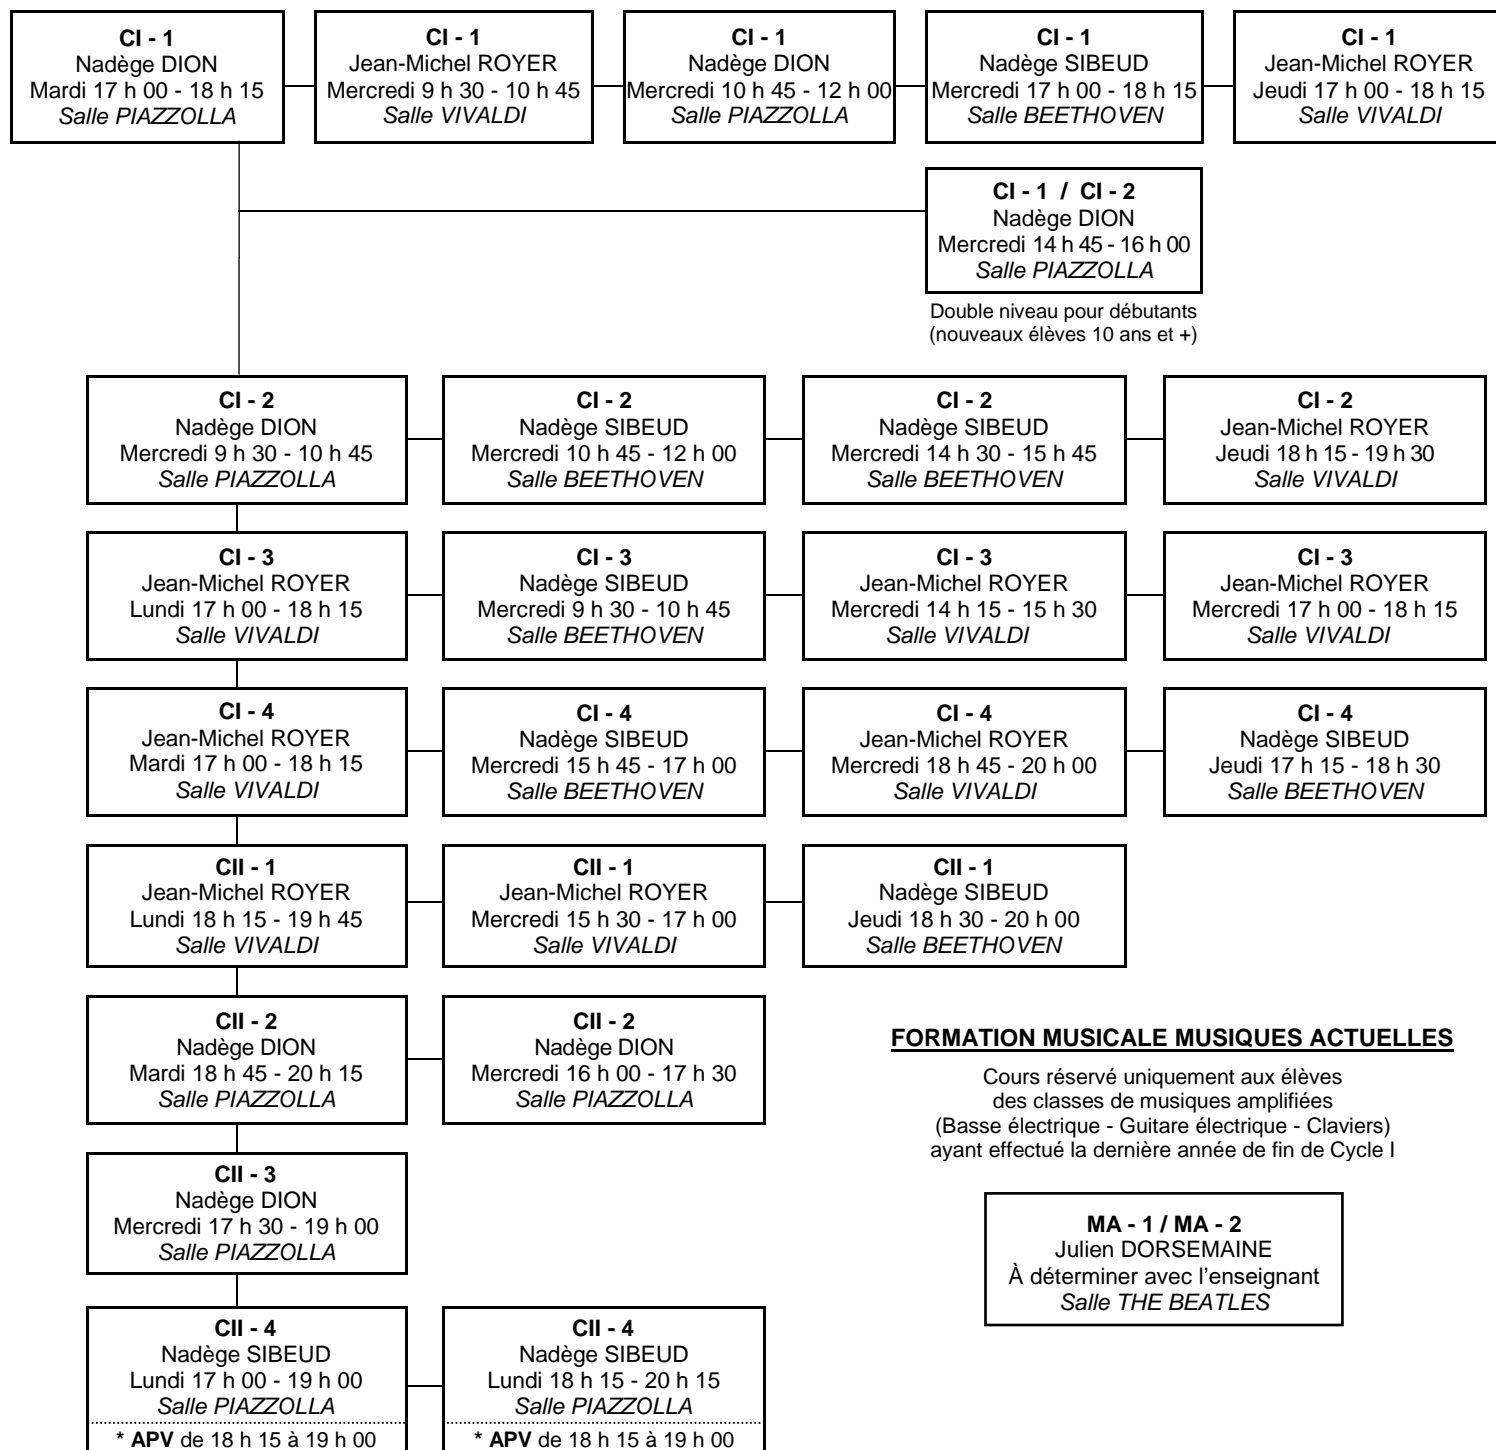 CI - 1
Nadège DION
Mardi 17 h 00 - 18 h 15
Salle PIAZZOLLA
CI - 1
Jean-Michel ROYER
Mercredi 9 h 30 - 10 h 45
Salle VIVALDI
CI - 1
Nadège DION
Mercredi 10 h 45 - 12 h 00
Salle PIAZZOLLA
CI - 1
Nadège SIBEUD
Mercredi 17 h 00 - 18 h 15
Salle BEETHOVEN
CI - 1
Jean-Michel ROYER
Jeudi 17 h 00 - 18 h 15
Salle VIVALDI
CI - 1 / CI - 2
Nadège DION
Mercredi 14 h 45 - 16 h 00
Salle PIAZZOLLA
Double niveau pour débutants
(nouveaux élèves 10 ans et +)
CI - 2
Nadège DION
Mercredi 9 h 30 - 10 h 45
Salle PIAZZOLLA
CI - 2
Nadège SIBEUD
Mercredi 10 h 45 - 12 h 00
Salle BEETHOVEN
CI - 2
Nadège SIBEUD
Mercredi 14 h 30 - 15 h 45
Salle BEETHOVEN
CI - 2
Jean-Michel ROYER
Jeudi 18 h 15 - 19 h 30
Salle VIVALDI
CI - 3
Jean-Michel ROYER
Lundi 17 h 00 - 18 h 15
Salle VIVALDI
CI - 3
Nadège SIBEUD
Mercredi 9 h 30 - 10 h 45
Salle BEETHOVEN
CI - 3
Jean-Michel ROYER
Mercredi 14 h 15 - 15 h 30
Salle VIVALDI
CI - 3
Jean-Michel ROYER
Mercredi 17 h 00 - 18 h 15
Salle VIVALDI
CI - 4
Jean-Michel ROYER
Mardi 17 h 00 - 18 h 15
Salle VIVALDI
CI - 4
Nadège SIBEUD
Mercredi 15 h 45 - 17 h 00
Salle BEETHOVEN
CI - 4
Jean-Michel ROYER
Mercredi 18 h 45 - 20 h 00
Salle VIVALDI
CI - 4
Nadège SIBEUD
Jeudi 17 h 15 - 18 h 30
Salle BEETHOVEN
CII - 1
Jean-Michel ROYER
Lundi 18 h 15 - 19 h 45
Salle VIVALDI
CII - 1
Jean-Michel ROYER
Mercredi 15 h 30 - 17 h 00
Salle VIVALDI
CII - 1
Nadège SIBEUD
Jeudi 18 h 30 - 20 h 00
Salle BEETHOVEN
CII - 2
Nadège DION
Mardi 18 h 45 - 20 h 15
Salle PIAZZOLLA
CII - 2
Nadège DION
Mercredi 16 h 00 - 17 h 30
Salle PIAZZOLLA
CII - 3
Nadège DION
Mercredi 17 h 30 - 19 h 00
Salle PIAZZOLLA
CII - 4
Nadège SIBEUD
Lundi 17 h 00 - 19 h 00
Salle PIAZZOLLA
* APV de 18 h 15 à 19 h 00
CII - 4
Nadège SIBEUD
Lundi 18 h 15 - 20 h 15
Salle PIAZZOLLA
* APV de 18 h 15 à 19 h 00
FORMATION MUSICALE MUSIQUES ACTUELLES
Cours réservé uniquement aux élèves
des classes de musiques amplifiées
(Basse électrique - Guitare électrique - Claviers)
ayant effectué la dernière année de fin de Cycle I
MA - 1 / MA - 2
Julien DORSEMAINE
À déterminer avec l’enseignant
Salle THE BEATLES